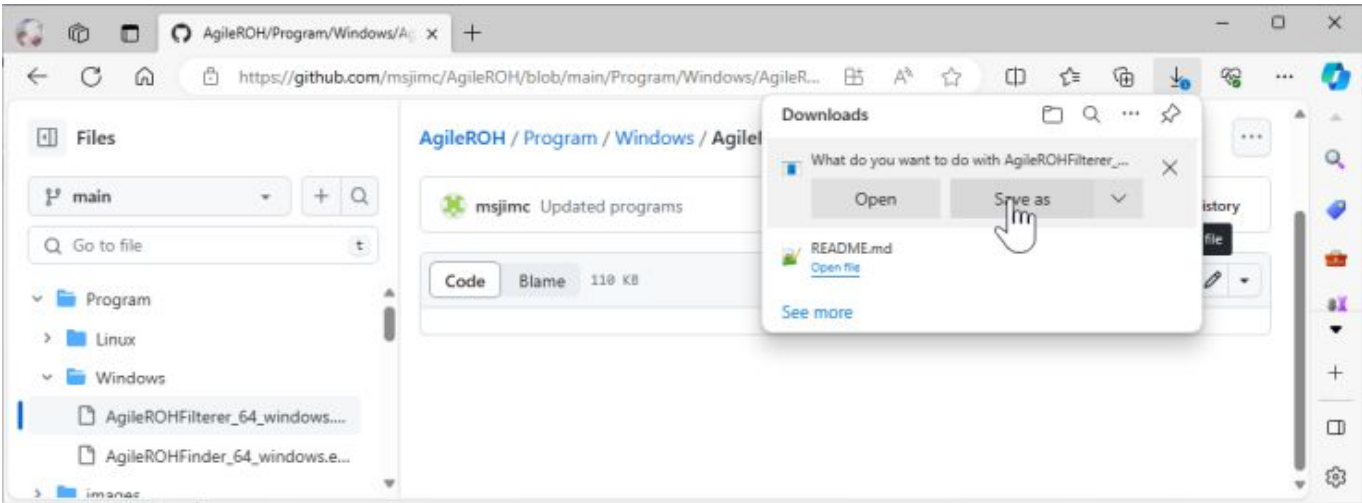 AgileROH/Program/Windows/Ag
https://github.com/msjimc/AgileROH/blob/main/Program/Windows/AgileR...
Files
main
Go to file
t
Program
Linux
Windows
AgileROHFilterer_64_windows....
AgileROHFinder_64_windows.e...
images
AgileROH / Program / Windows / Agile
msjimc Updated programs
istory
Code Blame 110 KB
file
Downloads
What do you want to do with AgileROHFilterer_...
Open Save as
README.md
Open file
See more